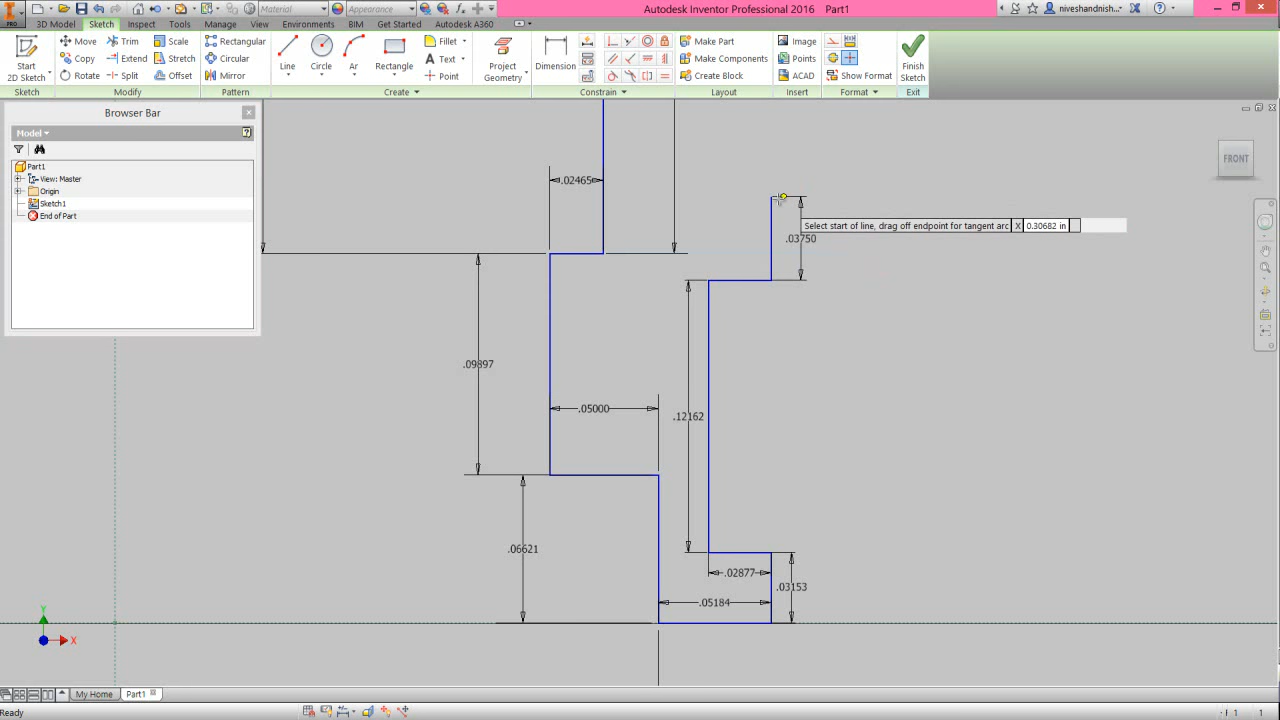 Material
Appearance
fx
Autodesk Inventor Professional 2016 Part1
niveshandnish...
PRO
3D Model
Sketch
Inspect
Tools
Manage
View
Environments
BIM
Get Started
Autodesk A360
Start
2D Sketch
Move
Trim
Scale
Copy
Stretch
Rotate
Split
Offset
Rectangular
Circular
Mirror
Line
Circle
Ar
Rectangle
Fillet
Text
Point
Project
Geometry
Dimension
Make Part
Make Components
Create Block
Image
Points
ACAD
Show Format
Finish
Sketch
Sketch
Modify
Pattern
Create
Constrain
Layout
Insert
Format
Exit
Browser Bar
Model
Part1
View: Master
Origin
Sketch1
End of Part
FRONT
.02465
Select start of line, drag off endpoint for tangent arc
X
0.30682 in
.03750
.09897
.05000
.12162
.06621
.02877
.03153
.05184
Y
X
My Home
Part1
Ready
1
1